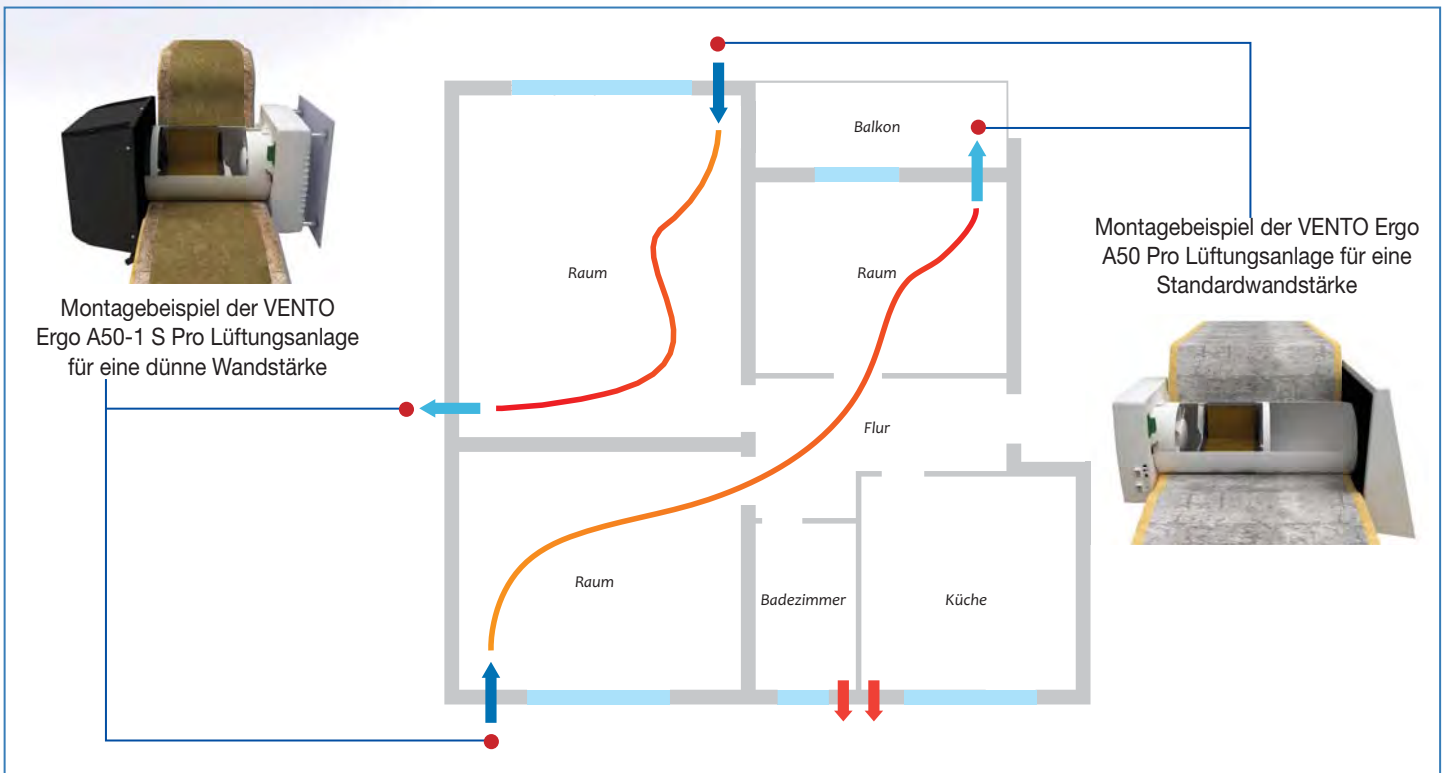 Montagebeispiel der VENTO
Ergo A50-1 S Pro Lüftungsanlage
für eine dünne Wandstärke
Balkon
Raum
Raum
Montagebeispiel der VENTO Ergo
A50 Pro Lüftungsanlage für eine
Standardwandstärke
Flur
Raum
Badezimmer
Küche